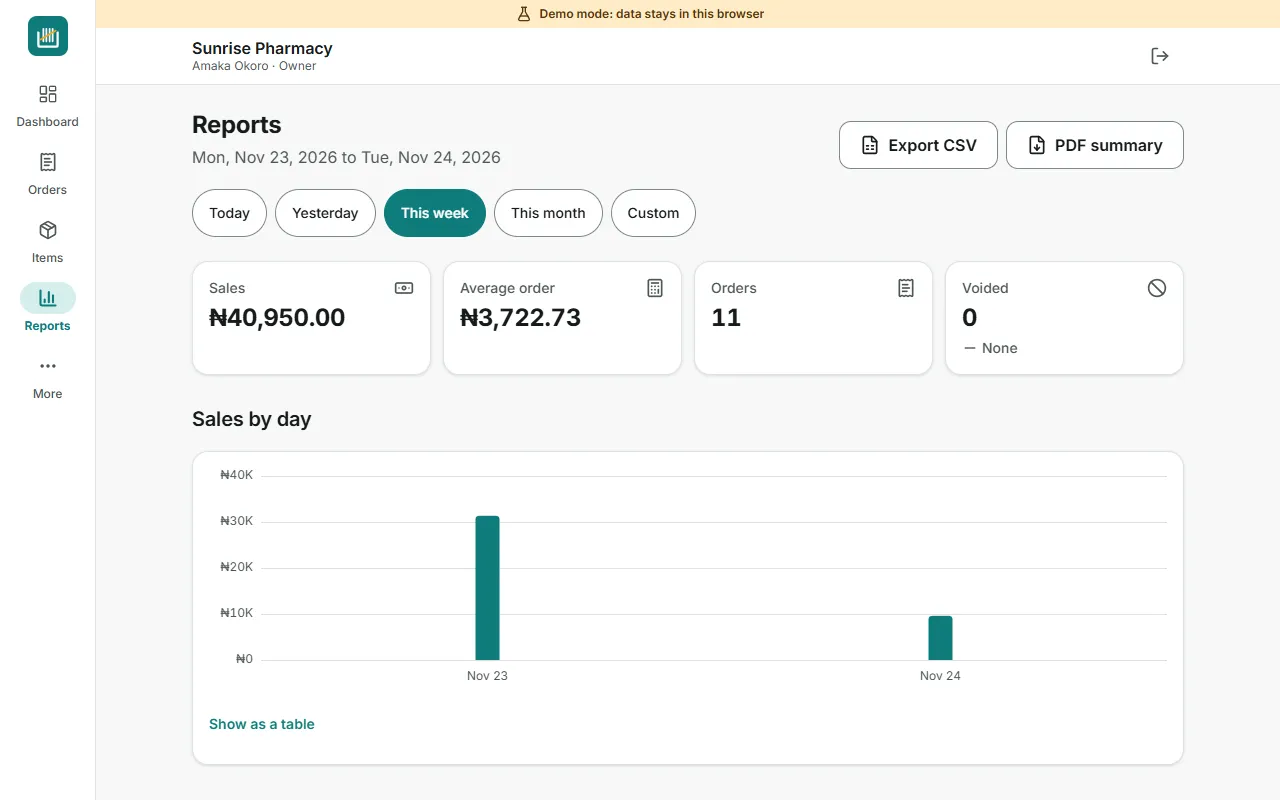 Demo mode: data stays in this browser
Sunrise Pharmacy
Amaka Okoro · Owner
Dashboard
Orders
Items
Reports
More
Reports
Mon, Nov 23, 2026 to Tue, Nov 24, 2026
Export CSV
PDF summary
Today
Yesterday
This week
This month
Custom
Sales
₦40,950.00
Average order
₦3,722.73
Orders
11
Voided
0
— None
Sales by day
₦40K
₦30K
₦20K
₦10K
₦0
Nov 23
Nov 24
Show as a table